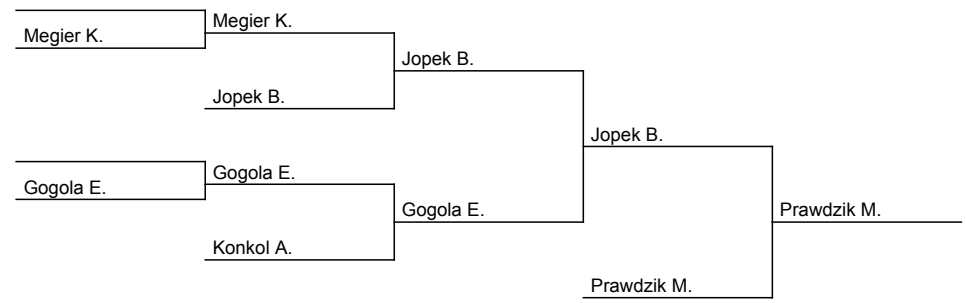 Megier K.
Megier K.
Jopek B.
Jopek B.
Jopek B.
Gogola E.
Gogola E.
Gogola E.
Konkol A.
Prawdzik M.
Prawdzik M.